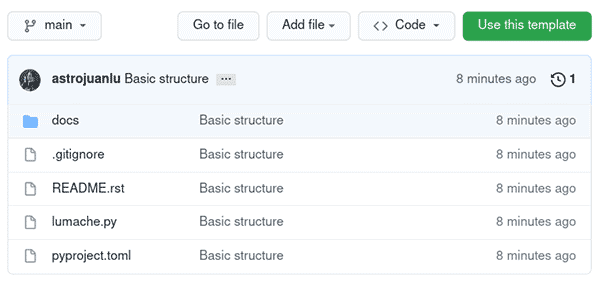 main Go to file Add file Code Use this template
astrojuanlu Basic structure ... 8 minutes ago 1
docs Basic structure 8 minutes ago
.gitignore Basic structure 8 minutes ago
README.rst Basic structure 8 minutes ago
lumache.py Basic structure 8 minutes ago
pyproject.toml Basic structure 8 minutes ago